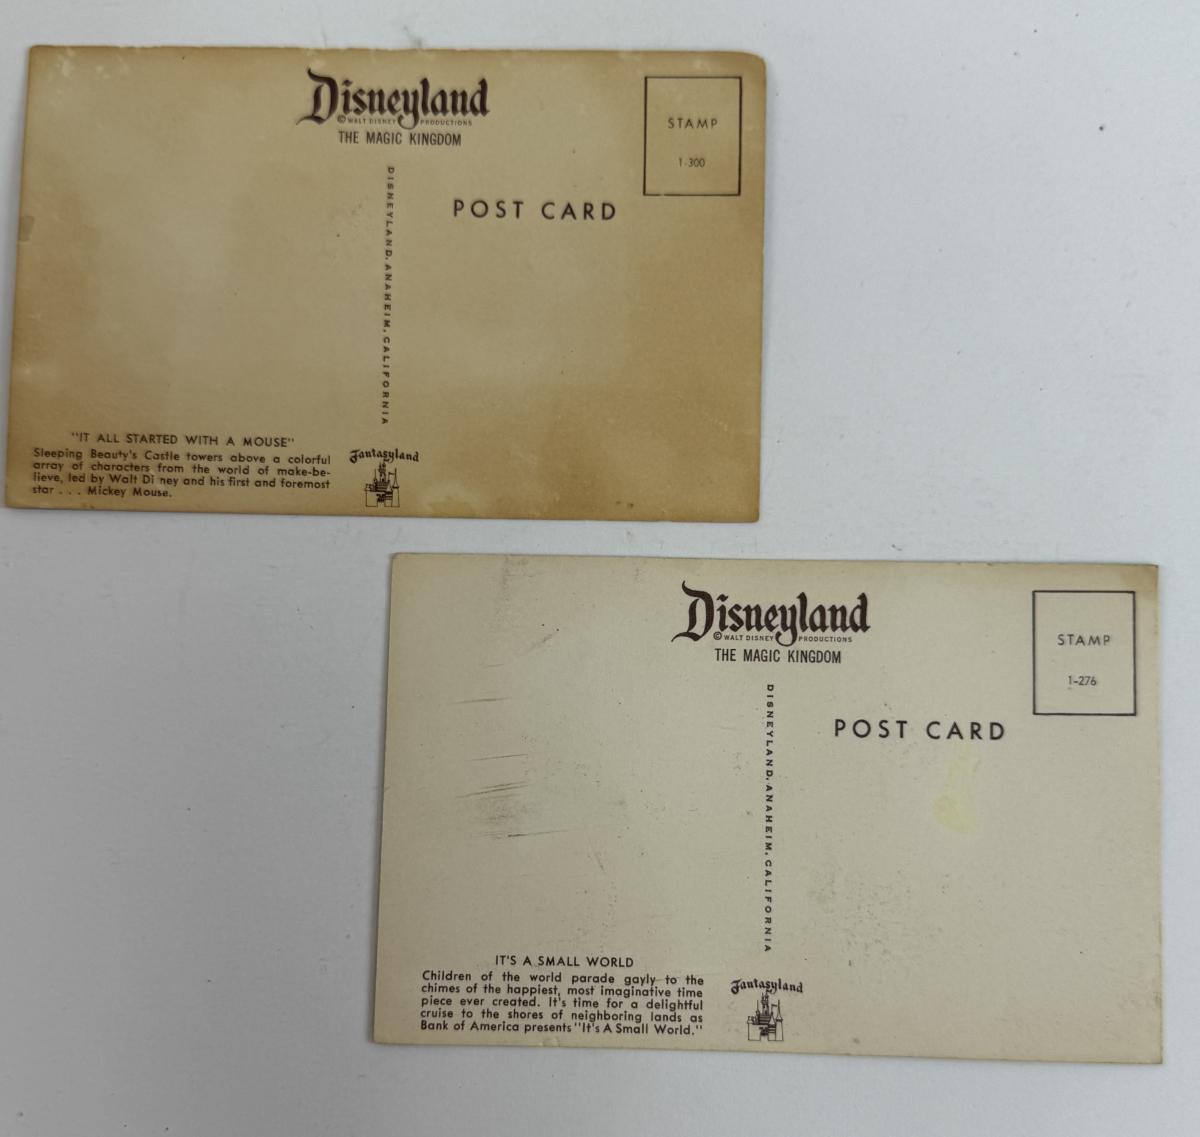 Disneyland
© WALT DISNEY PRODUCTIONS
THE MAGIC KINGDOM
STAMP
1-300
POST CARD
DISNEYLAND, ANAHEIM, CALIFORNIA
"IT ALL STARTED WITH A MOUSE"
Sleeping Beauty's Castle towers above a colorful
array of characters from the world of make-be-
lieve, led by Walt Di ney and his first and foremost
star . . . Mickey Mouse.
Fantasyland
Disneyland
© WALT DISNEY PRODUCTIONS
THE MAGIC KINGDOM
STAMP
1-276
POST CARD
DISNEYLAND, ANAHEIM, CALIFORNIA
IT'S A SMALL WORLD
Children of the world parade gayly to the
chimes of the happiest, most imaginative time
piece ever created. It's time for a delightful
cruise to the shores of neighboring lands as
Bank of America presents "It's A Small World."
Fantasyland